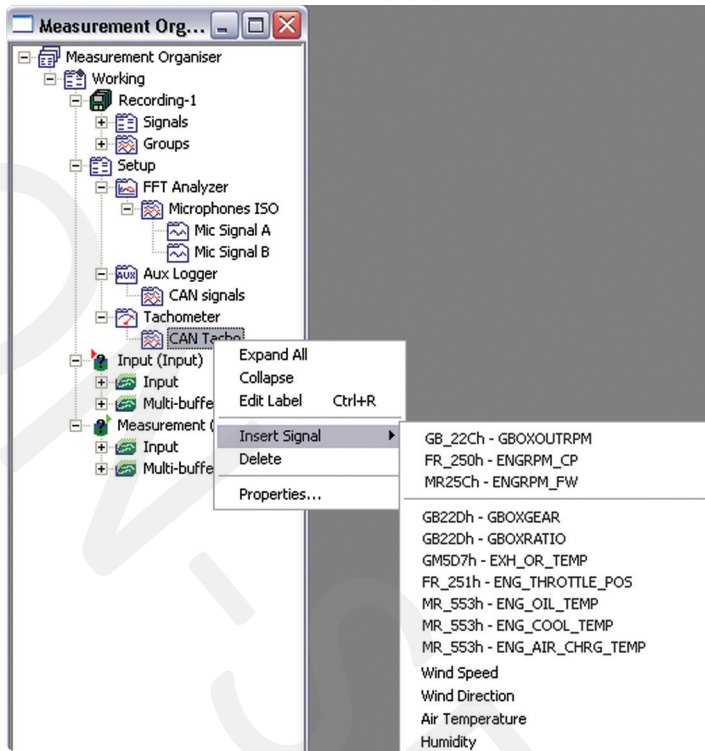 Measurement Org...
Measurement Organiser
Working
Recording-1
Signals
Groups
Setup
FFT Analyzer
Microphones ISO
Mic Signal A
Mic Signal B
AUX Aux Logger
CAN signals
Tachometer
CAN Tacho
Input (Input)
Input
Multi-buffe
Measurement (
Input
Multi-buffe
Expand All
Collapse
Edit Label Ctrl+R
Insert Signal
Delete
Properties...
GB_22Ch - GBOXOUTRPM
FR_250h - ENGRPM_CP
MR25Ch - ENGRPM_FW
GB22Dh - GBOXGEAR
GB22Dh - GBOXRATIO
GM5D7h - EXH_OR_TEMP
FR_251h - ENG_THROTTLE_POS
MR_553h - ENG_OIL_TEMP
MR_553h - ENG_COOL_TEMP
MR_553h - ENG_AIR_CHRG_TEMP
Wind Speed
Wind Direction
Air Temperature
Humidity